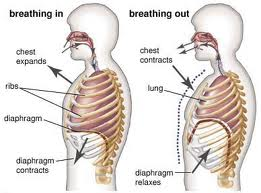 breathing in
chest
expands
ribs
diaphragm
diaphragm
contracts
breathing out
chest
contracts
lung
diaphragm
relaxes